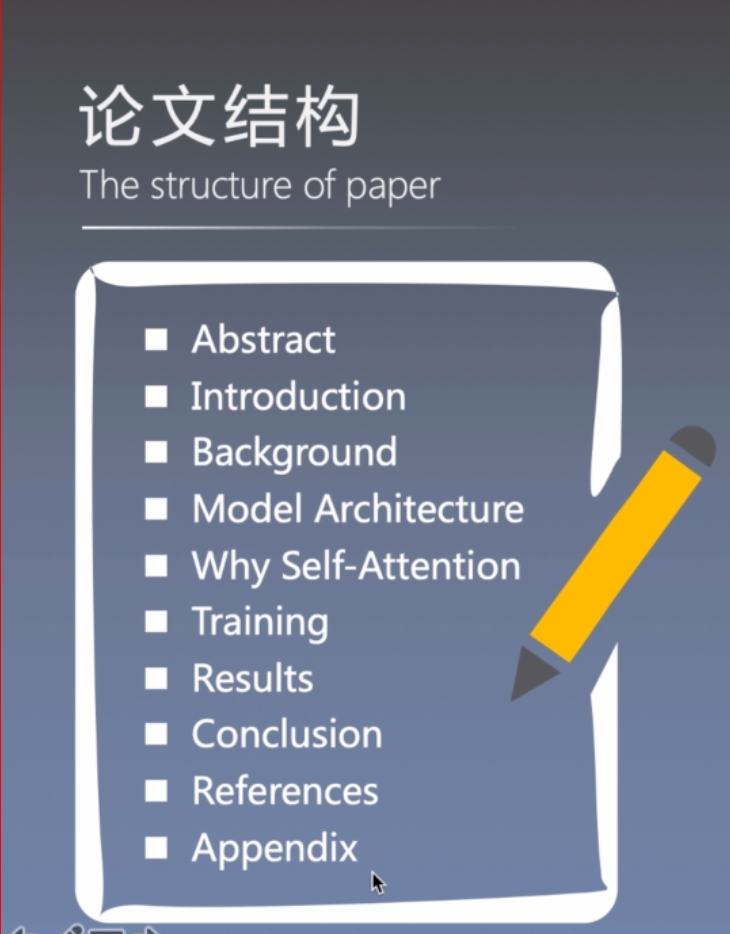 论文结构
The structure of paper
Abstract
Introduction
Background
Model Architecture
Why Self-Attention
Training
Results
Conclusion
References
Appendix